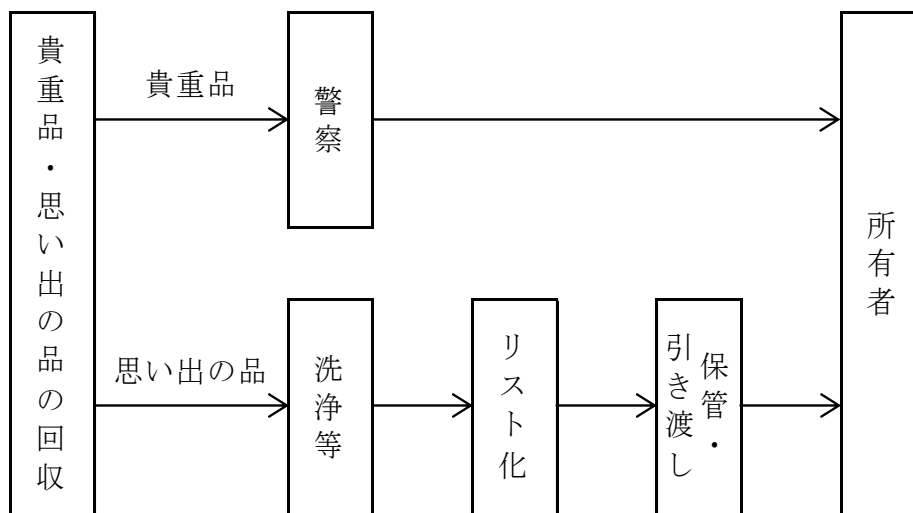 貴重品・思い出の品の回収
貴重品
警察
思い出の品
洗浄等
リスト化
保管・
引き渡し
所有者